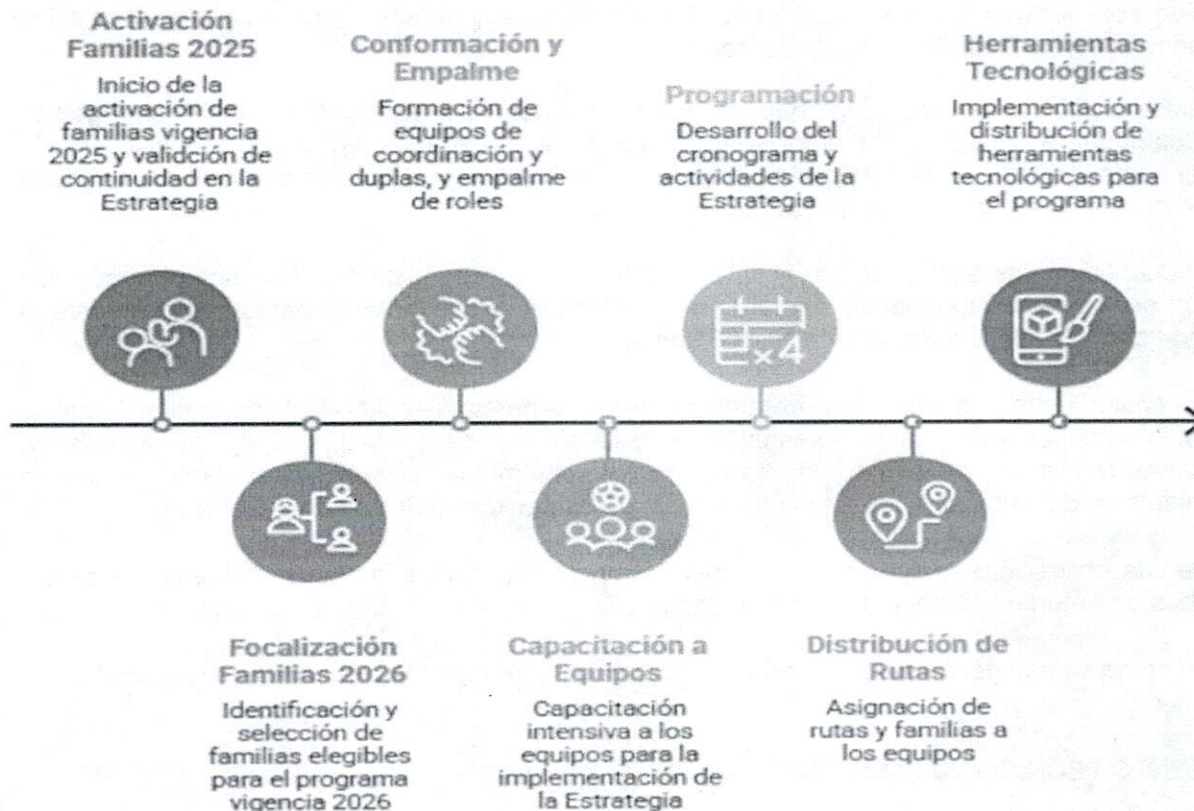 Activación
Familias 2025
Inicio de la
activación de
familias vigencia
2025 y validción de
continuidad en la
Estrategia
Conformación y
Empalme
Formación de
equipos de
coordinación y
duplas, y empalme
de roles
Programación
Desarrollo del
cronograma y
actividades de la
Estrategia
Herramientas
Tecnológicas
Implementación y
distribución de
herramientas
tecnológicas para
el programa
×4
Focalización
Familias 2026
Identificación y
selección de
familias elegibles
para el programa
vigencia 2026
Capacitación a
Equipos
Capacitación
intensiva a los
equipos para la
implementación de
la Estrategia
Distribución de
Rutas
Asignación de
rutas y familias a
los equipos